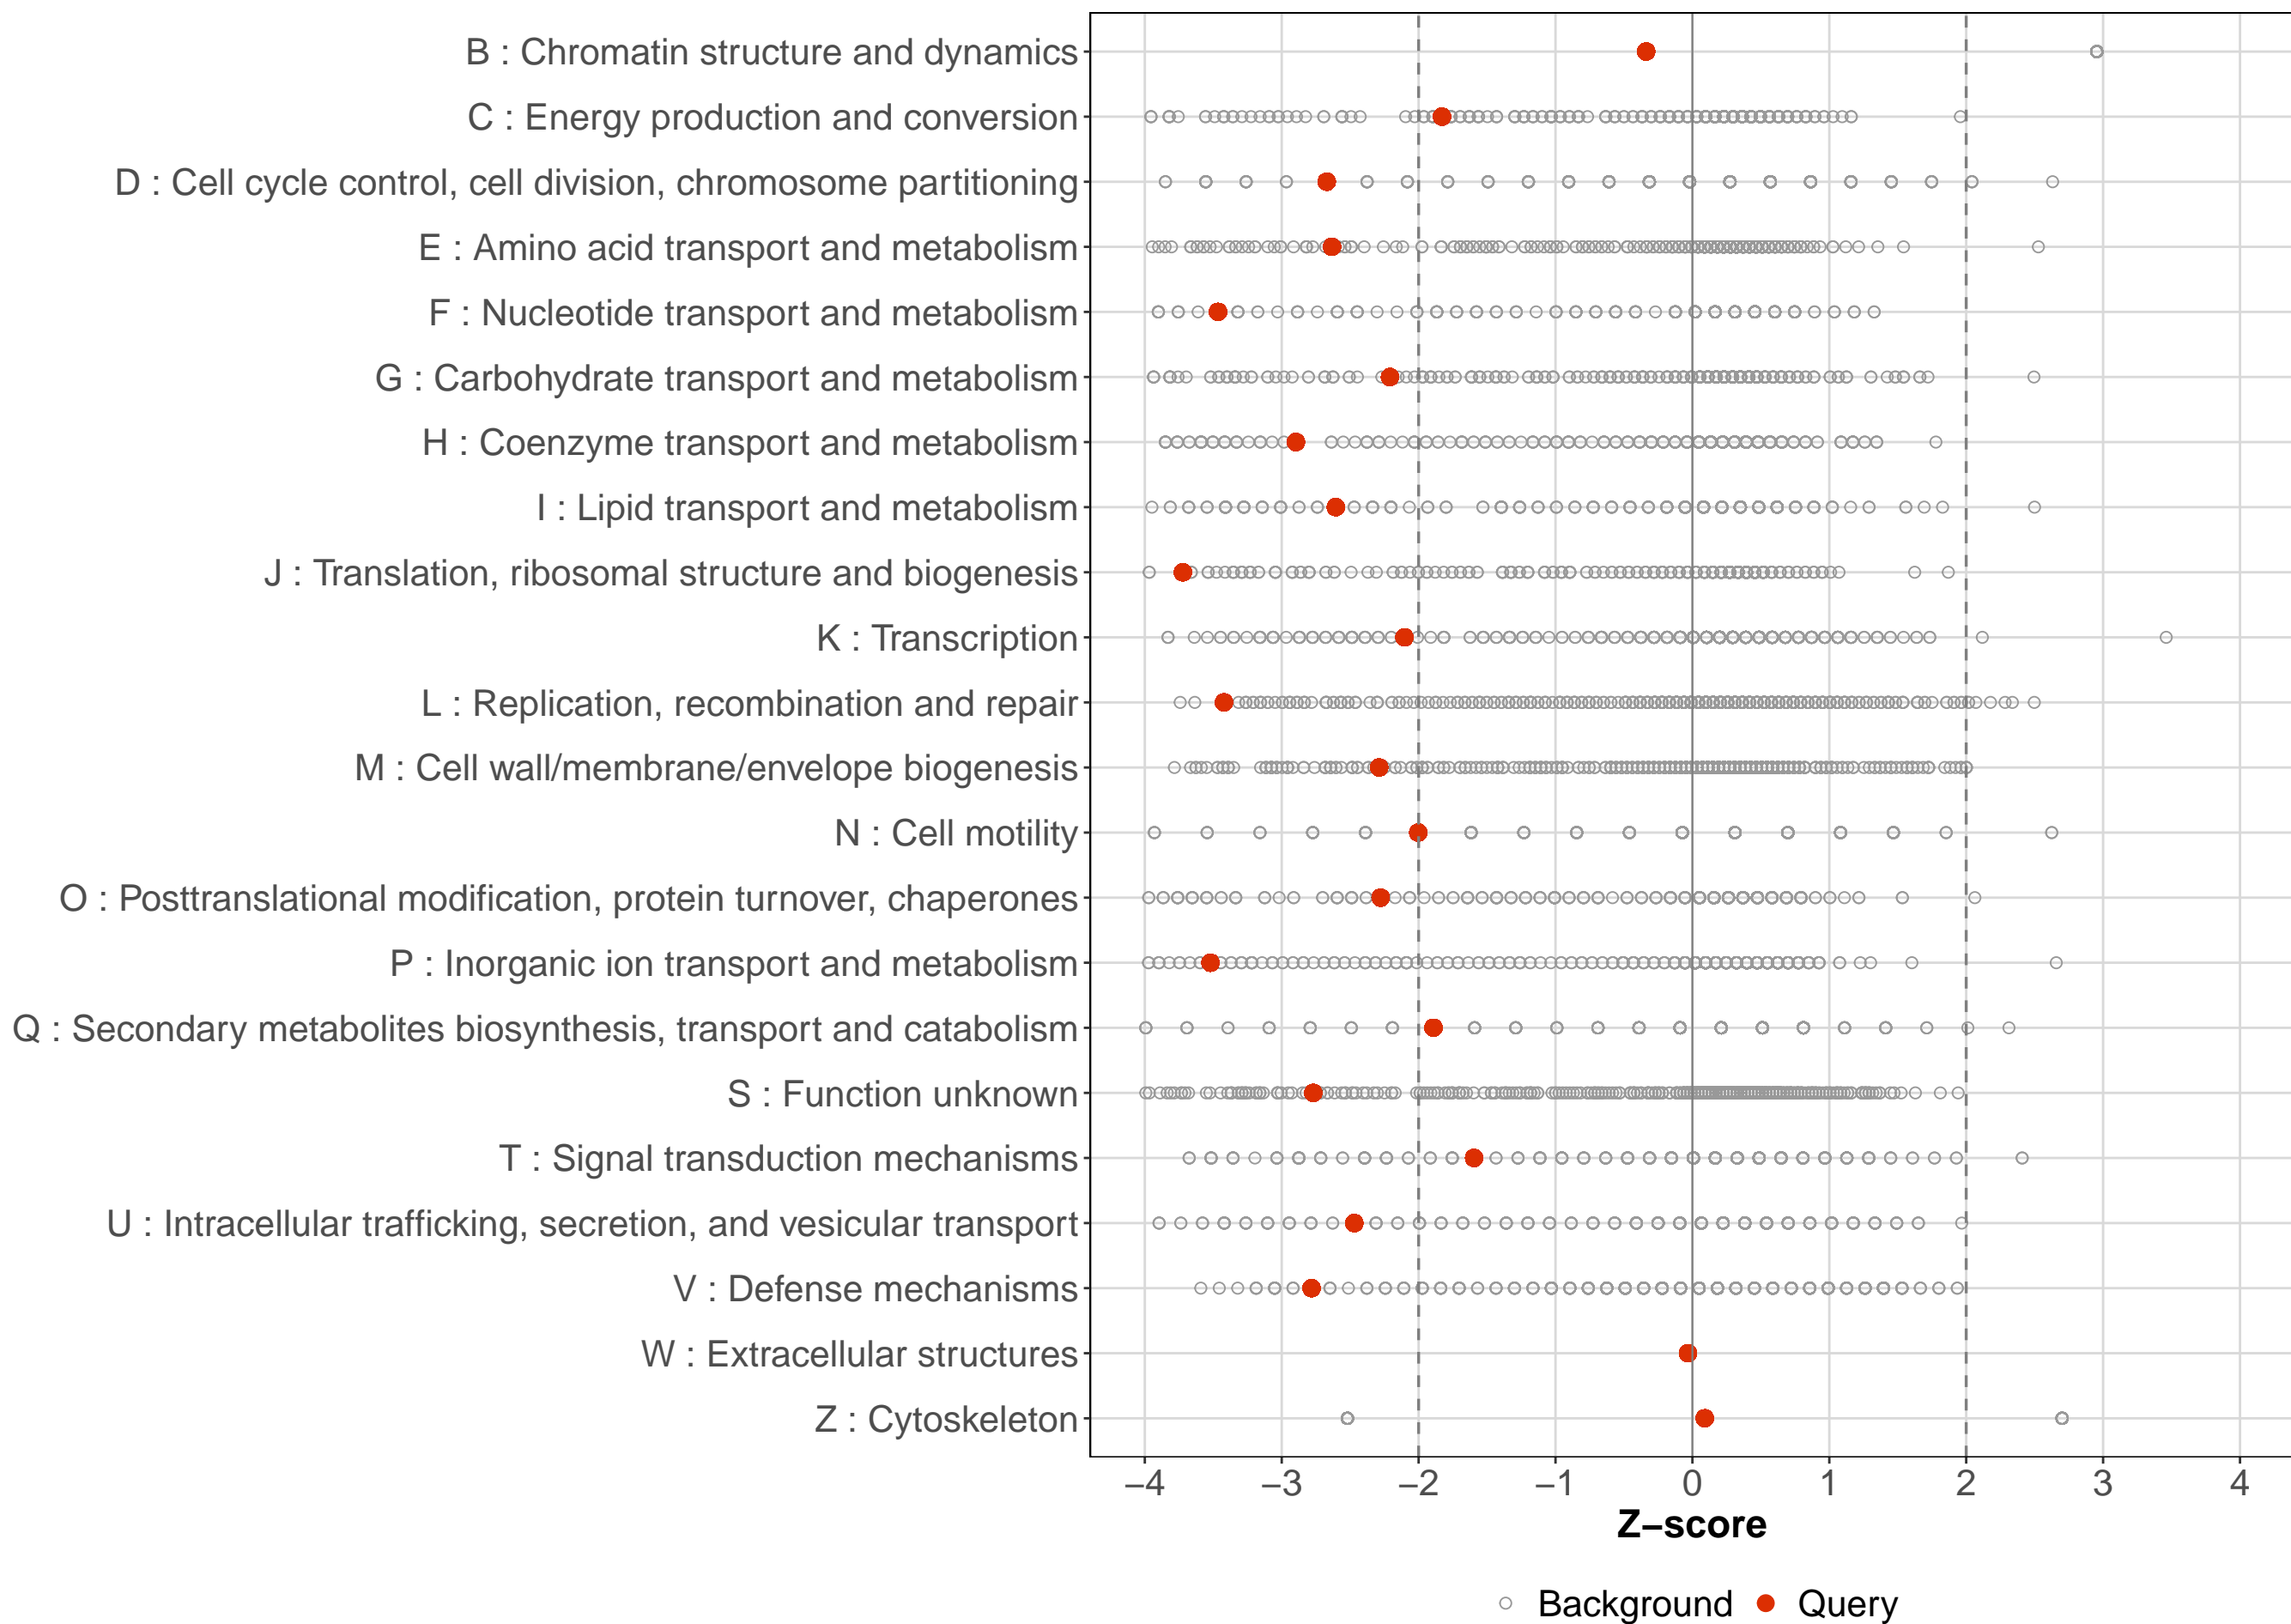 B : Chromatin structure and dynamics
C : Energy production and conversion
D : Cell cycle control, cell division, chromosome partitioning
E : Amino acid transport and metabolism
F : Nucleotide transport and metabolism
G : Carbohydrate transport and metabolism
H : Coenzyme transport and metabolism
I : Lipid transport and metabolism
J : Translation, ribosomal structure and biogenesis
K : Transcription
L : Replication, recombination and repair
M : Cell wall/membrane/envelope biogenesis
N : Cell motility
O : Posttranslational modification, protein turnover, chaperones
P : Inorganic ion transport and metabolism
Q : Secondary metabolites biosynthesis, transport and catabolism
S : Function unknown
T : Signal transduction mechanisms
U : Intracellular trafficking, secretion, and vesicular transport
V : Defense mechanisms
W : Extracellular structures
Z : Cytoskeleton
−4 −3 −2 −1 0 1 2 3 4
Z−score
Background Query